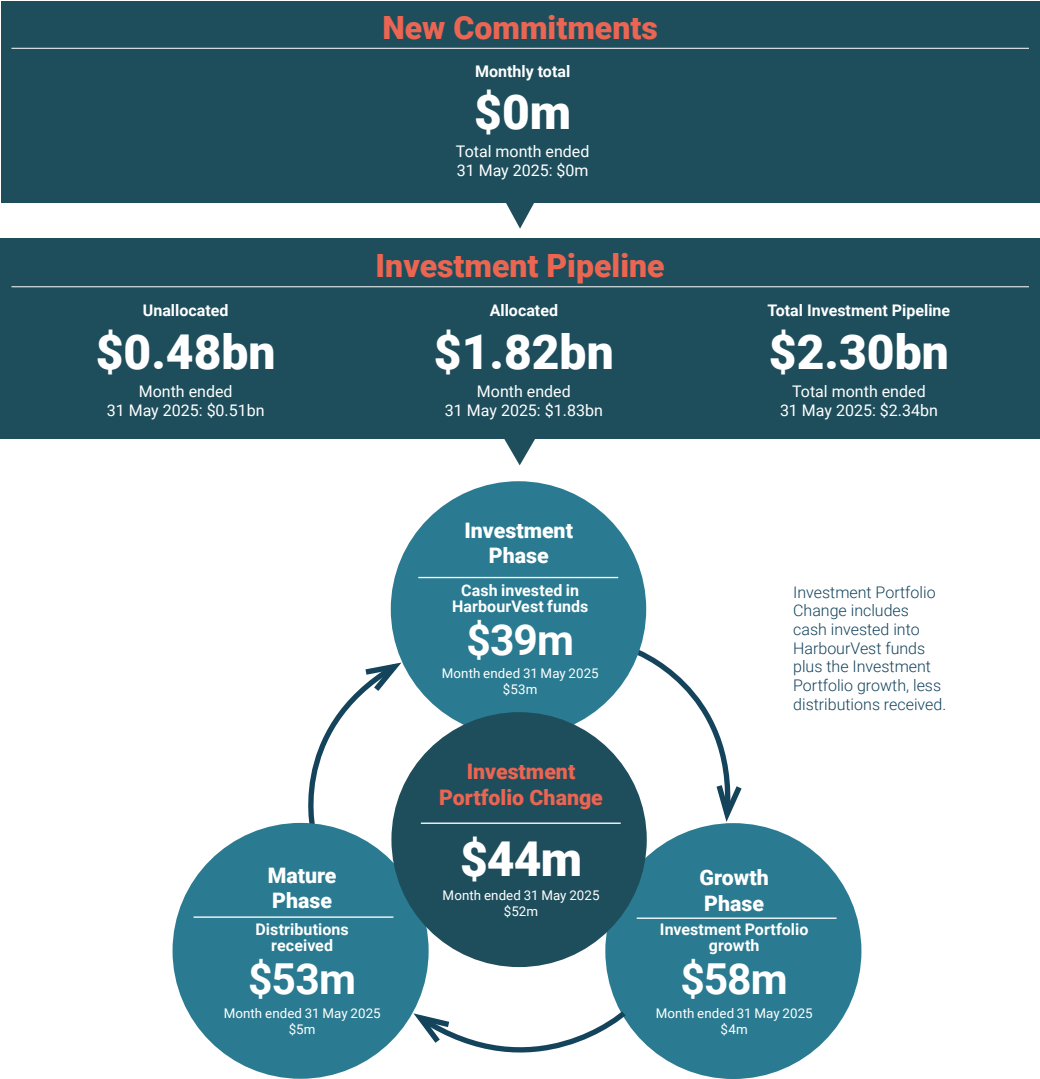 New Commitments
Monthly total
$0m
Total month ended
31 May 2025: $0m
Investment Pipeline
Unallocated
$0.48bn
Month ended
31 May 2025: $0.51bn
Allocated
$1.82bn
Month ended
31 May 2025: $1.83bn
Total Investment Pipeline
$2.30bn
Total month ended
31 May 2025: $2.34bn
Investment
Phase
Cash invested in
HarbourVest funds
$39m
Month ended 31 May 2025
$53m
Investment Portfolio
Change includes
cash invested into
HarbourVest funds
plus the Investment
Portfolio growth, less
distributions received.
Investment
Portfolio Change
$44m
Month ended 31 May 2025
$52m
Mature
Phase
Distributions
received
$53m
Month ended 31 May 2025
$5m
Growth
Phase
Investment Portfolio
growth
$58m
Month ended 31 May 2025
$4m